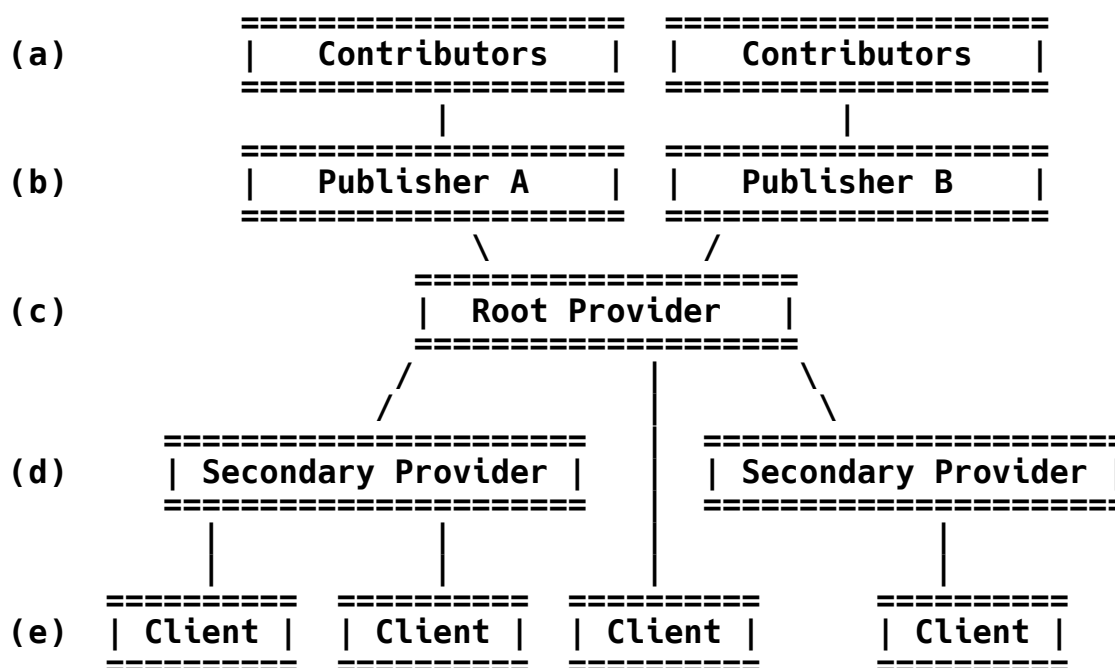 (a) | Contributors | | Contributors |
(b) | Publisher A | | Publisher B |
(c) | Root Provider |
(d) | Secondary Provider | | Secondary Provider |
(e) | Client | | Client | | Client | | Client |